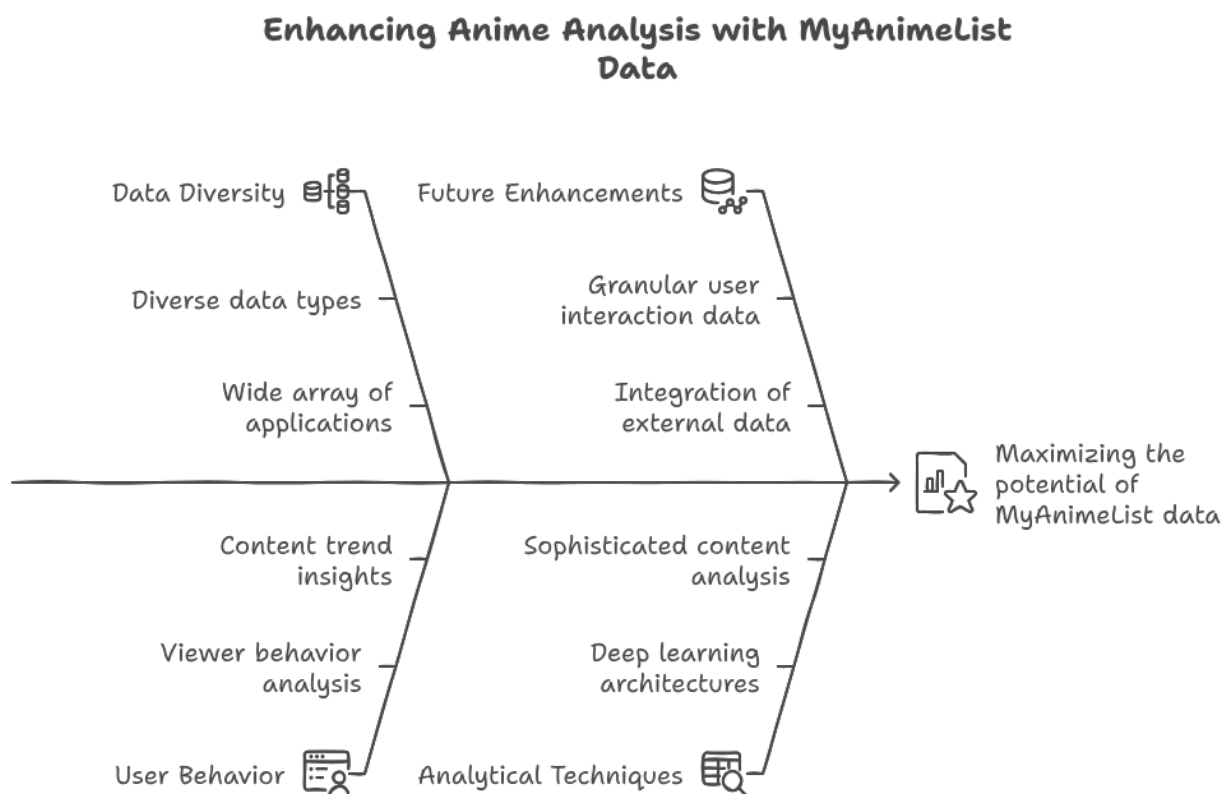 Enhancing Anime Analysis with MyAnimeList
Data
Data Diversity
Diverse data types
Wide array of
applications
Future Enhancements
Granular user
interaction data
Integration of
external data
Maximizing the
potential of
MyAnimeList data
Content trend
insights
Viewer behavior
analysis
User Behavior
Sophisticated content
analysis
Deep learning
architectures
Analytical Techniques